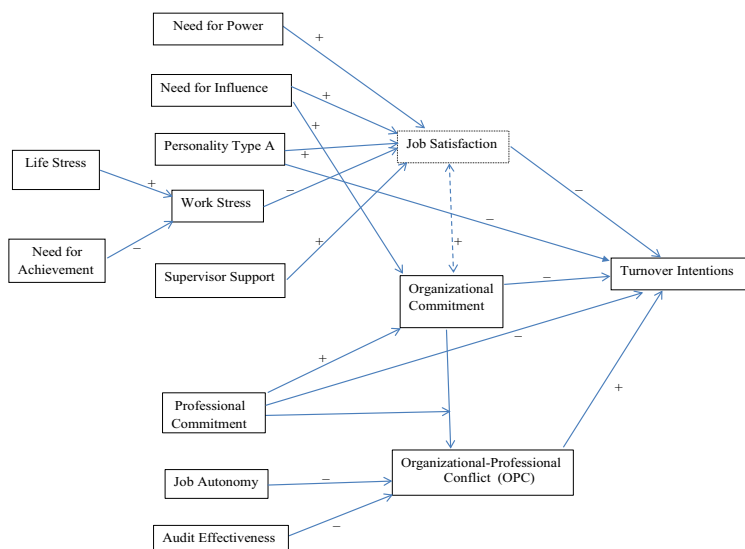 Need for Power
+
Need for Influence
+
+
Personality Type A
+
Job Satisfaction
Life Stress
+
Work Stress
−
−
−
Need for
Achievement
−
Supervisor Support
+
+
Organizational
Commitment
−
Turnover Intentions
+
−
+
Professional
Commitment
Organizational-Professional
Conflict (OPC)
Job Autonomy
−
Audit Effectiveness
−